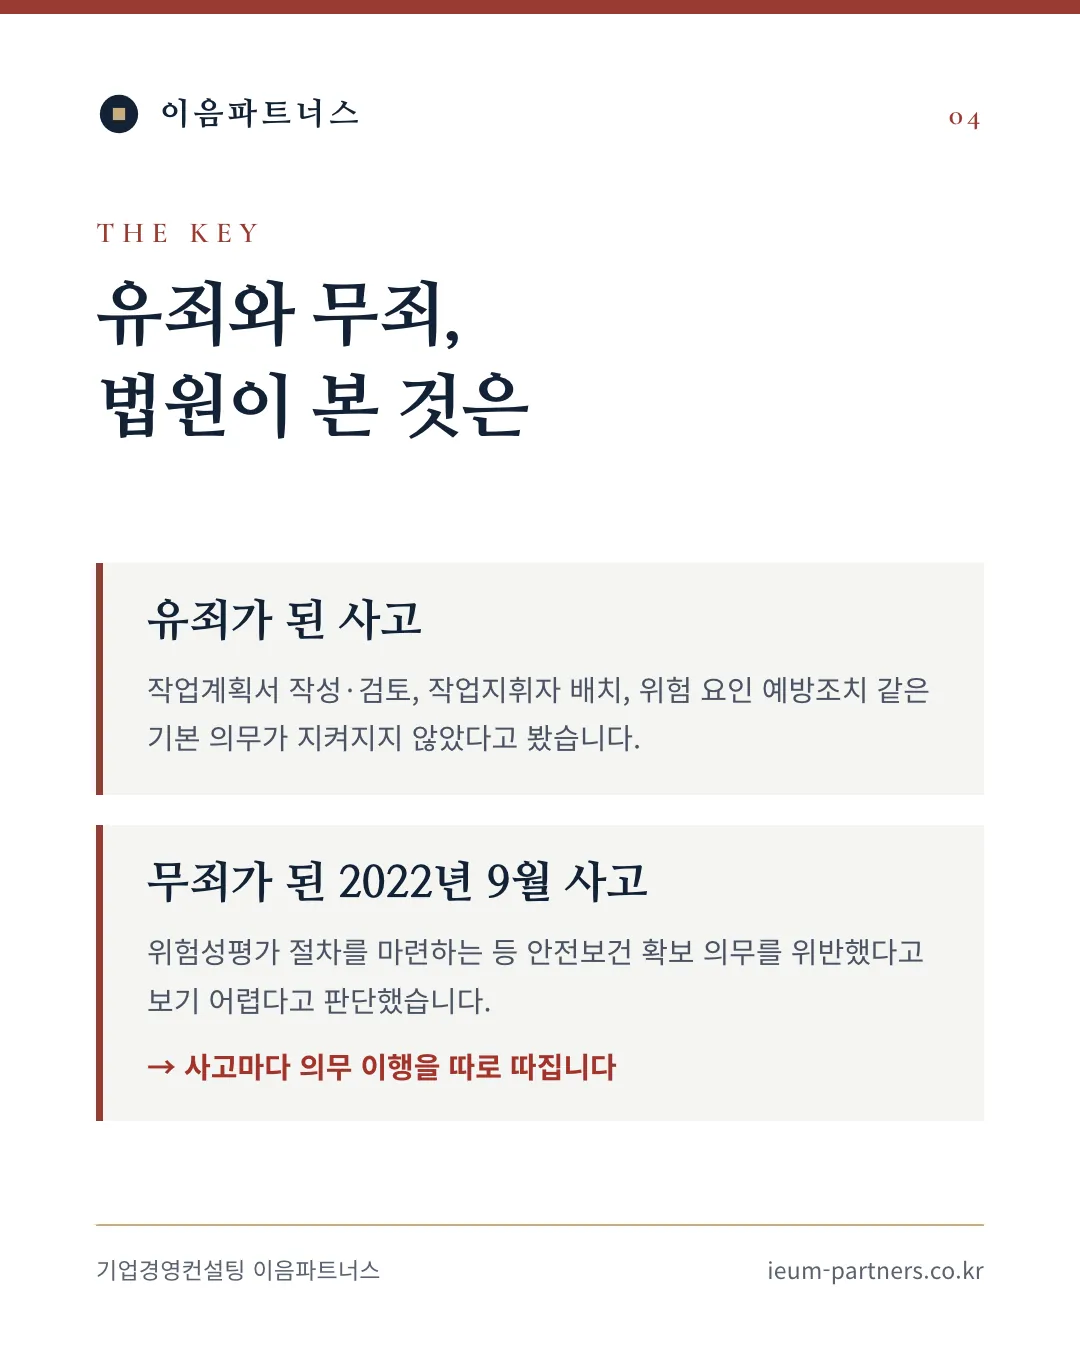 이음파트너스
04
THE KEY
유죄와 무죄,
법원이 본 것은
유죄가 된 사고
작업계획서 작성·검토, 작업지휘자 배치, 위험 요인 예방조치 같은
기본 의무가 지켜지지 않았다고 봤습니다.
무죄가 된 2022년 9월 사고
위험성평가 절차를 마련하는 등 안전보건 확보 의무를 위반했다고
보기 어렵다고 판단했습니다.
→ 사고마다 의무 이행을 따로 따집니다
기업경영컨설팅 이음파트너스
ieum-partners.co.kr